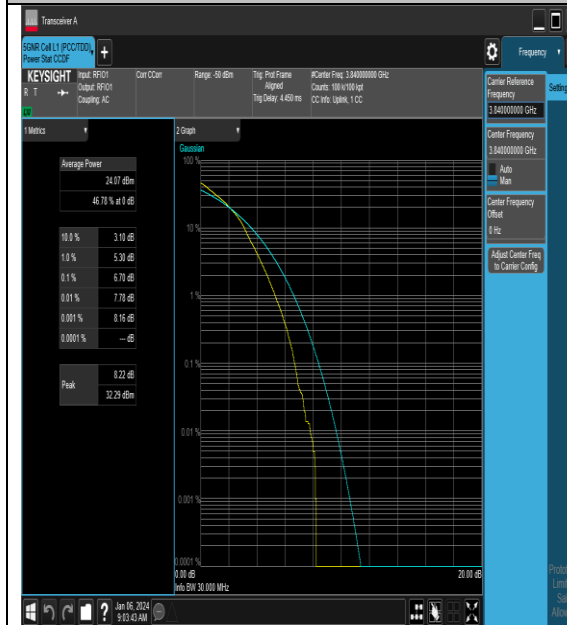 Transceiver A
5GNR Cell L1 (PCC/TDD),
Power Stat CCDF
Frequency
KEYSIGHT
R T
Input: RFIO1
Output: RFIO1
Coupling: AC
Corr CCorr
Range: -50 dBm
Trig: Prot Frame
Aligned
Trig Delay: 4.450 ms
#Center Freq: 3.840000000 GHz
Counts: 100 k/100 kpt
CC Info: Uplink, 1 CC
Carrier Reference
Frequency
3.840000000 GHz
Setting
Center Frequency
3.840000000 GHz
Auto
Man
Center Frequency
Offset
0 Hz
Adjust Center Freq
to Carrier Config
1 Metrics
Average Power
24.07 dBm
46.78 % at 0 dB
10.0 % 3.10 dB
1.0 % 5.30 dB
0.1 % 6.70 dB
0.01 % 7.78 dB
0.001 % 8.16 dB
0.0001 % --- dB
Peak
8.22 dB
32.29 dBm
2 Graph
Gaussian
100 %
10 %
1 %
0.1 %
0.01 %
0.001 %
0.0001 %
0.00 dB
20.00 dB
Info BW 30.000 MHz
Jan 06, 2024
9:03:43 AM